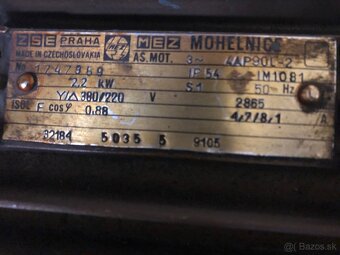 ZSE PRAHA MEZ MOHELNICE
MADE IN CZECHOSLOVAKIA AS. MOT. 3~ 4AP90L-2
No 1747969 IP 54 IM1081
2.2 kW S1 50 Hz
Y/△ 380/220 V 2865
ISOL F cos φ 0.88 4,7/8,1 A
32184 5035 5 9105
© Bazos.sk